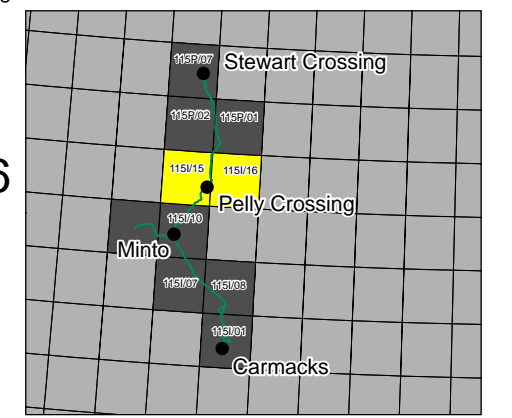 115P/07
Stewart Crossing
115P/02
115P/01
6
115I/15
115I/16
Pelly Crossing
115I/10
Minto
115I/07
115I/08
115I/01
Carmacks